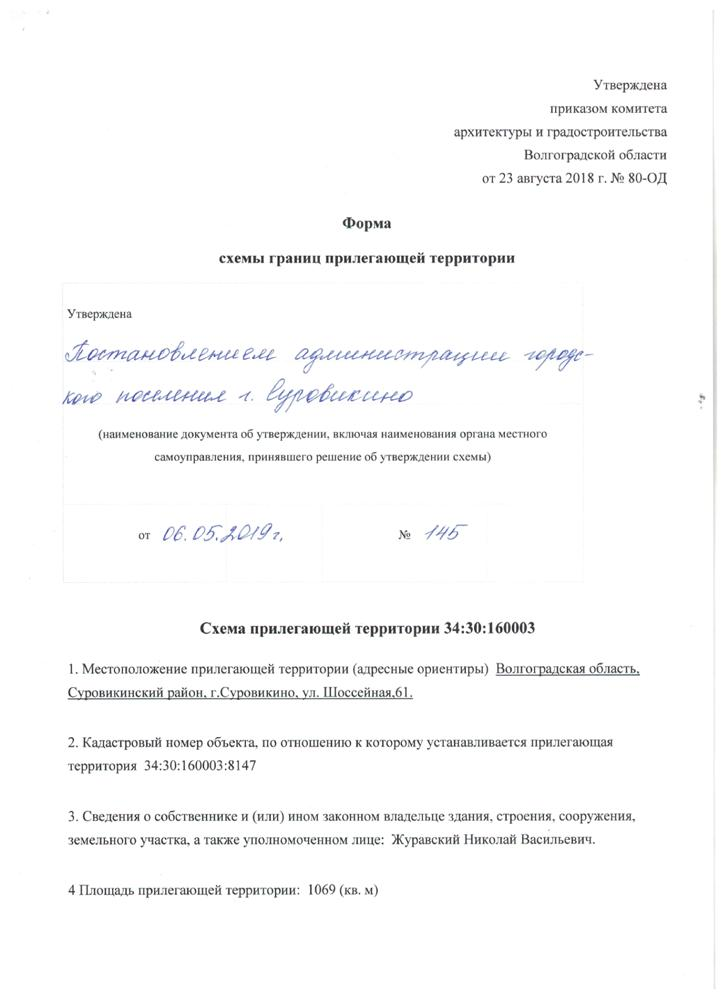 Утверждена
приказом комитета
архитектуры и градостроительства
Волгоградской области
от 23 августа 2018 г. № 80-ОД
Форма
схемы границ прилегающей территории
Утверждена
Постановлением администрации городс-
кого поселения г. Суровикино
(наименование документа об утверждении, включая наименования органа местного
самоуправления, принявшего решение об утверждении схемы)
от 06.05.2019г. № 145
Схема прилегающей территории 34:30:160003
1. Местоположение прилегающей территории (адресные ориентиры) Волгоградская область,
Суровикинский район, г.Суровикино, ул. Шоссейная,61.
2. Кадастровый номер объекта, по отношению к которому устанавливается прилегающая
территория 34:30:160003:8147
3. Сведения о собственнике и (или) ином законном владельце здания, строения, сооружения,
земельного участка, а также уполномоченном лице: Журавский Николай Васильевич.
4 Площадь прилегающей территории: 1069 (кв. м)